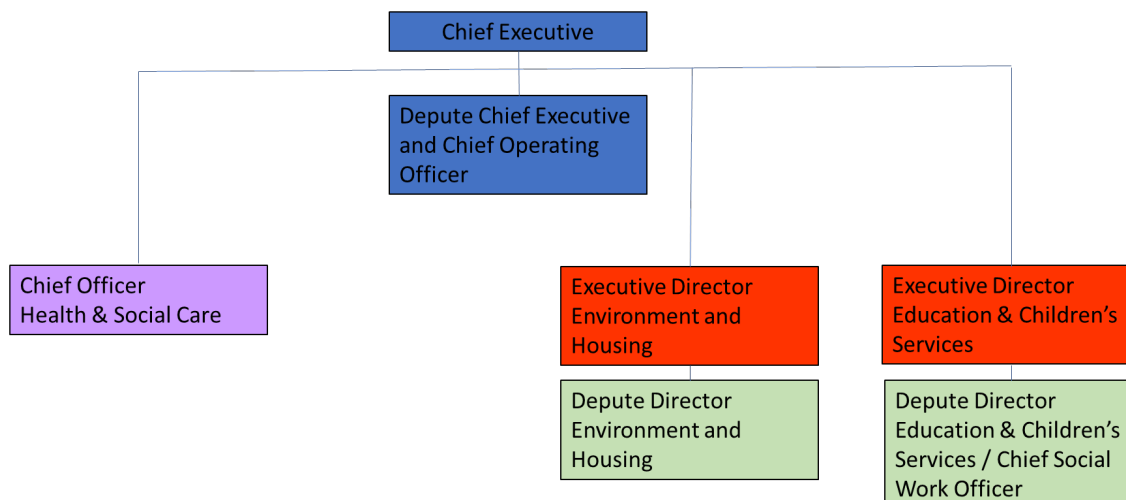 Chief Executive
Depute Chief Executive
and Chief Operating
Officer
Chief Officer
Health & Social Care
Executive Director
Environment and
Housing
Executive Director
Education & Children’s
Services
Depute Director
Environment and
Housing
Depute Director
Education & Children’s
Services / Chief Social
Work Officer